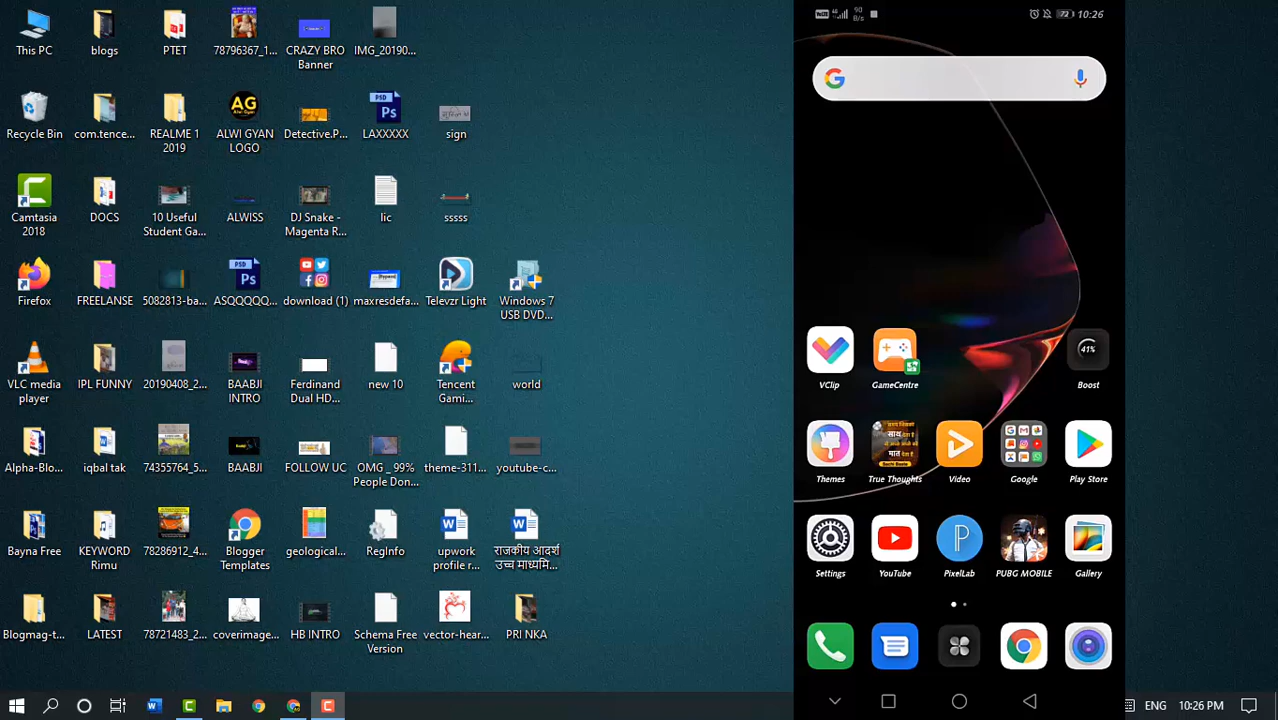 This PC
blogs
PTET
78796367_1...
CRAZY BRO
Banner
IMG_20190...
Recycle Bin
com.tence...
REALME 1
2019
ALWI GYAN
LOGO
Detective.P...
LAXXXXX
sign
Camtasia
2018
DOCS
10 Useful
Student Ga...
ALWISS
DJ Snake -
Magenta R...
lic
sssss
Firefox
FREELANSE
5082813-ba...
ASQQQQQ...
download (1)
maxresdefa...
Televzr Light
Windows 7
USB DVD...
VLC media
player
IPL FUNNY
20190408_2...
BAABJI
INTRO
Ferdinand
Dual HD...
new 10
Tencent
Gami...
world
Alpha-Blo...
iqbal tak
74355764_5...
BAABJI
FOLLOW UC
OMG _ 99%
People Don...
theme-311...
youtube-c...
Bayna Free
KEYWORD
Rimu
78286912_4...
Blogger
Templates
geological...
RegInfo
upwork
profile r...
राजकीय आदर्श
उच्च माध्यमि...
Blogmag-t...
LATEST
78721483_2...
coverimage...
HB INTRO
Schema Free
Version
vector-hear...
PRI NKA
AG
PSD
Ps
PSD
Ps
90
B/s
72
10:26
VClip
GameCentre
41%
Boost
Themes
True Thoughts
Video
Google
Play Store
Settings
YouTube
PixelLab
PUBG MOBILE
Gallery
ENG
10:26 PM